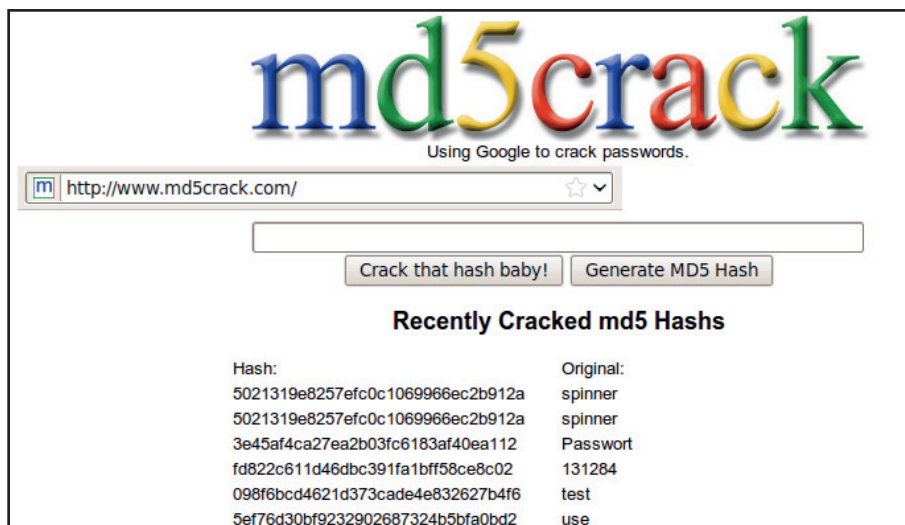 md5crack
Using Google to crack passwords.
m http://www.md5crack.com/
Crack that hash baby! Generate MD5 Hash
Recently Cracked md5 Hashs
Hash: Original:
5021319e8257efc0c1069966ec2b912a spinner
5021319e8257efc0c1069966ec2b912a spinner
3e45af4ca27ea2b03fc6183af40ea112 Passwort
fd822c611d46dbc391fa1bff58ce8c02 131284
098f6bcd4621d373cade4e832627b4f6 test
5ef76d30bf9232902687324b5bfa0bd2 use